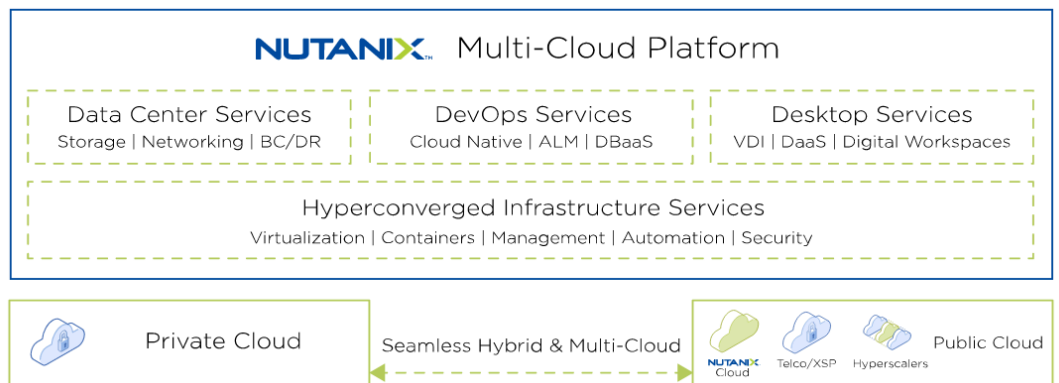 NUTANIX™ Multi-Cloud Platform
Data Center Services
Storage | Networking | BC/DR
DevOps Services
Cloud Native | ALM | DBaaS
Desktop Services
VDI | DaaS | Digital Workspaces
Hyperconverged Infrastructure Services
Virtualization | Containers | Management | Automation | Security
Private Cloud
Seamless Hybrid & Multi-Cloud
NUTANIX
Cloud
Telco/XSP
Hyperscalers
Public Cloud